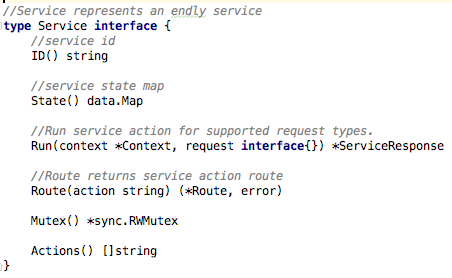 //Service represents an endly service
type Service interface {
//service id
ID() string
//service state map
State() data.Map
//Run service action for supported request types.
Run(context *Context, request interface{}) *ServiceResponse
//Route returns service action route
Route(action string) (*Route, error)
Mutex() *sync.RWMutex
Actions() []string
}